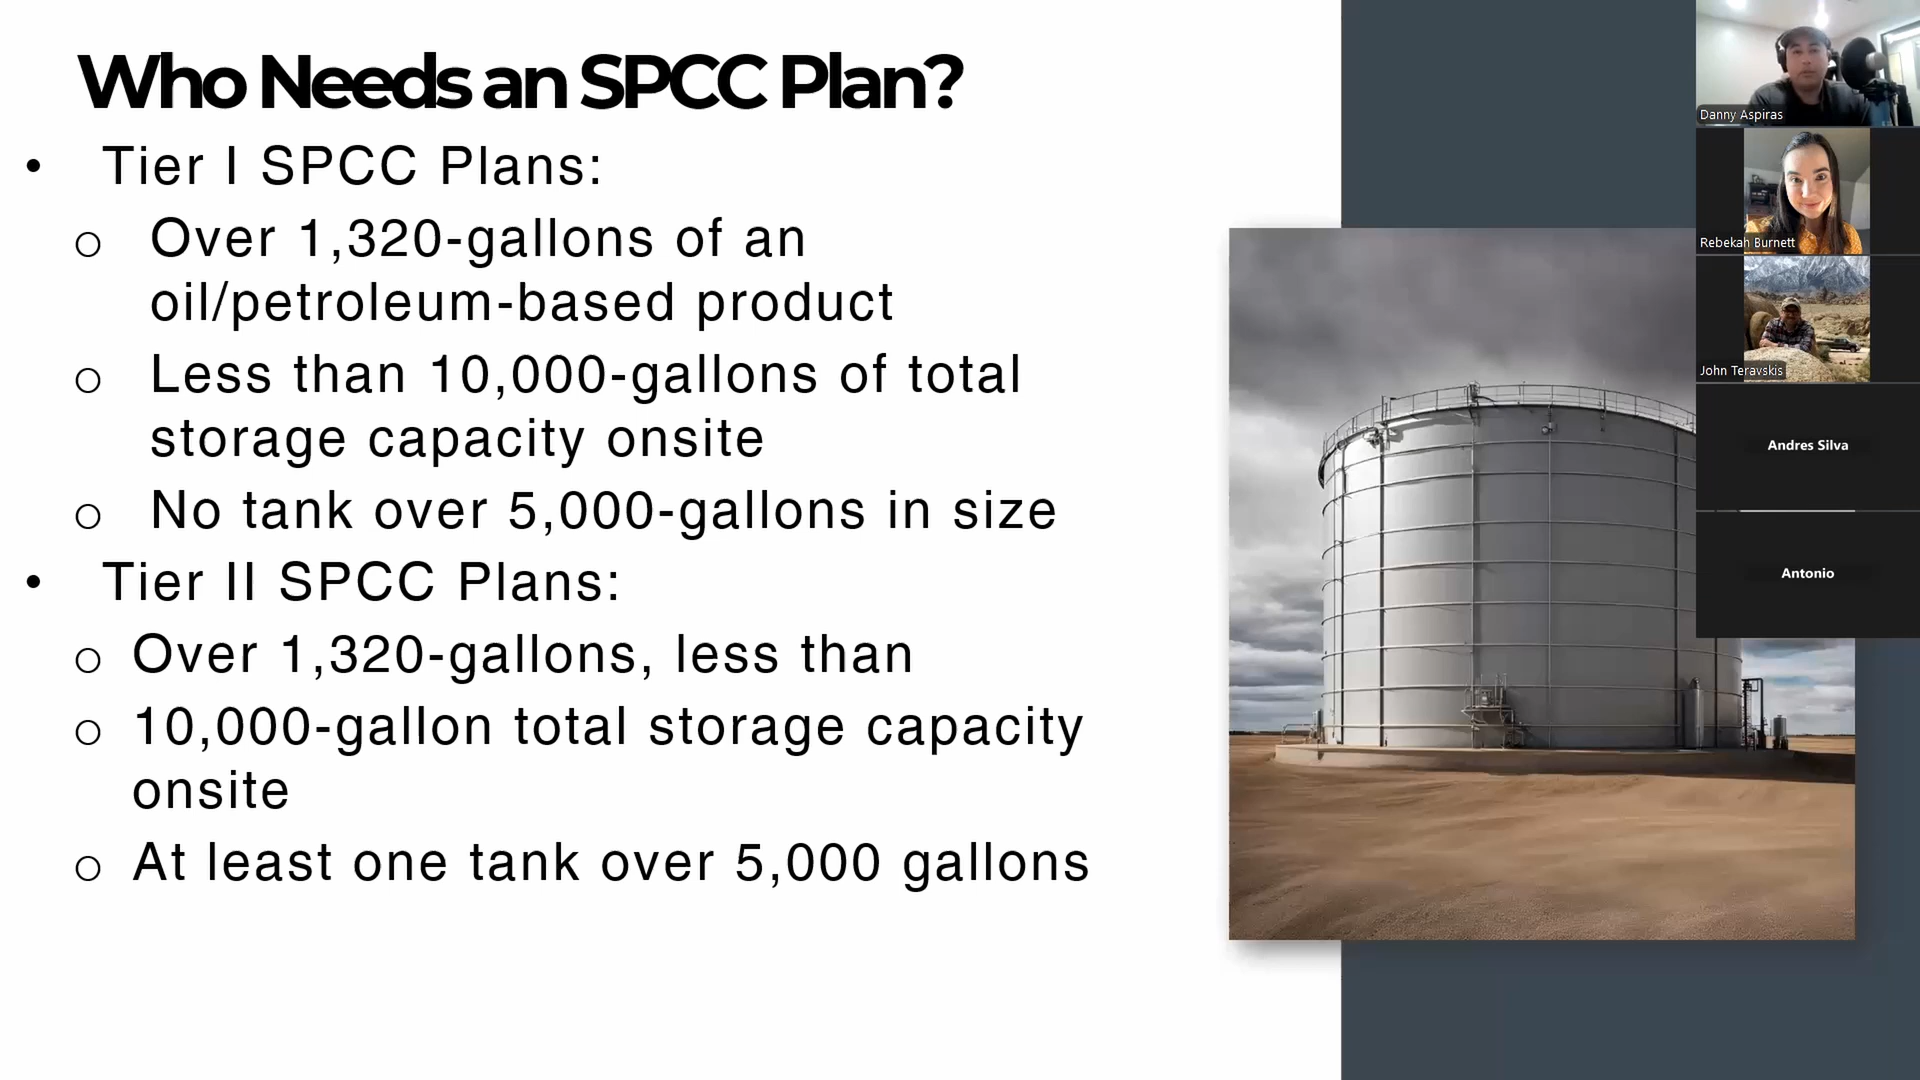 Who Needs an SPCC Plan?
• Tier I SPCC Plans:
o Over 1,320-gallons of an
oil/petroleum-based product
o Less than 10,000-gallons of total
storage capacity onsite
o No tank over 5,000-gallons in size
• Tier II SPCC Plans:
o Over 1,320-gallons, less than
o 10,000-gallon total storage capacity
onsite
o At least one tank over 5,000 gallons
Danny Aspiras
Rebekah Burnett
John Teravskis
Andres Silva
Antonio